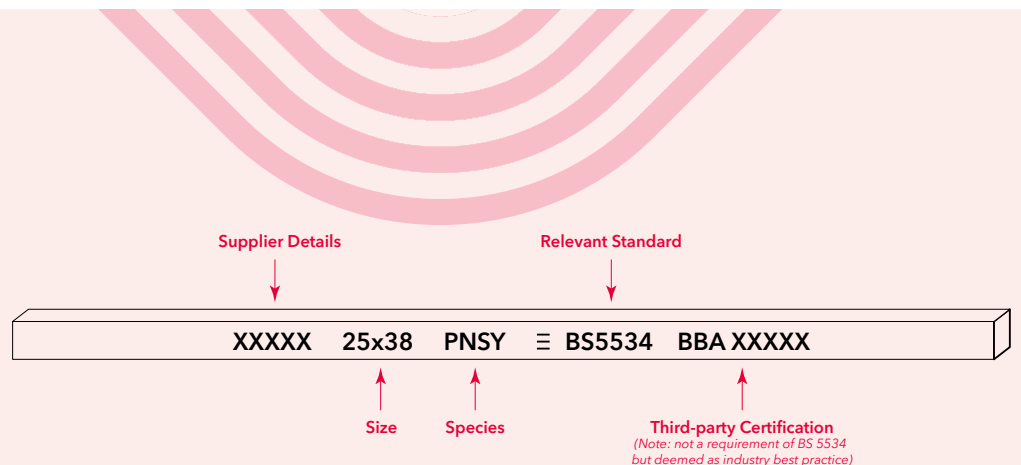 Supplier Details
Relevant Standard
XXXXX 25x38 PNSY Ξ BS5534 BBA XXXXX
Size
Species
Third-party Certification
(Note: not a requirement of BS 5534
but deemed as industry best practice)